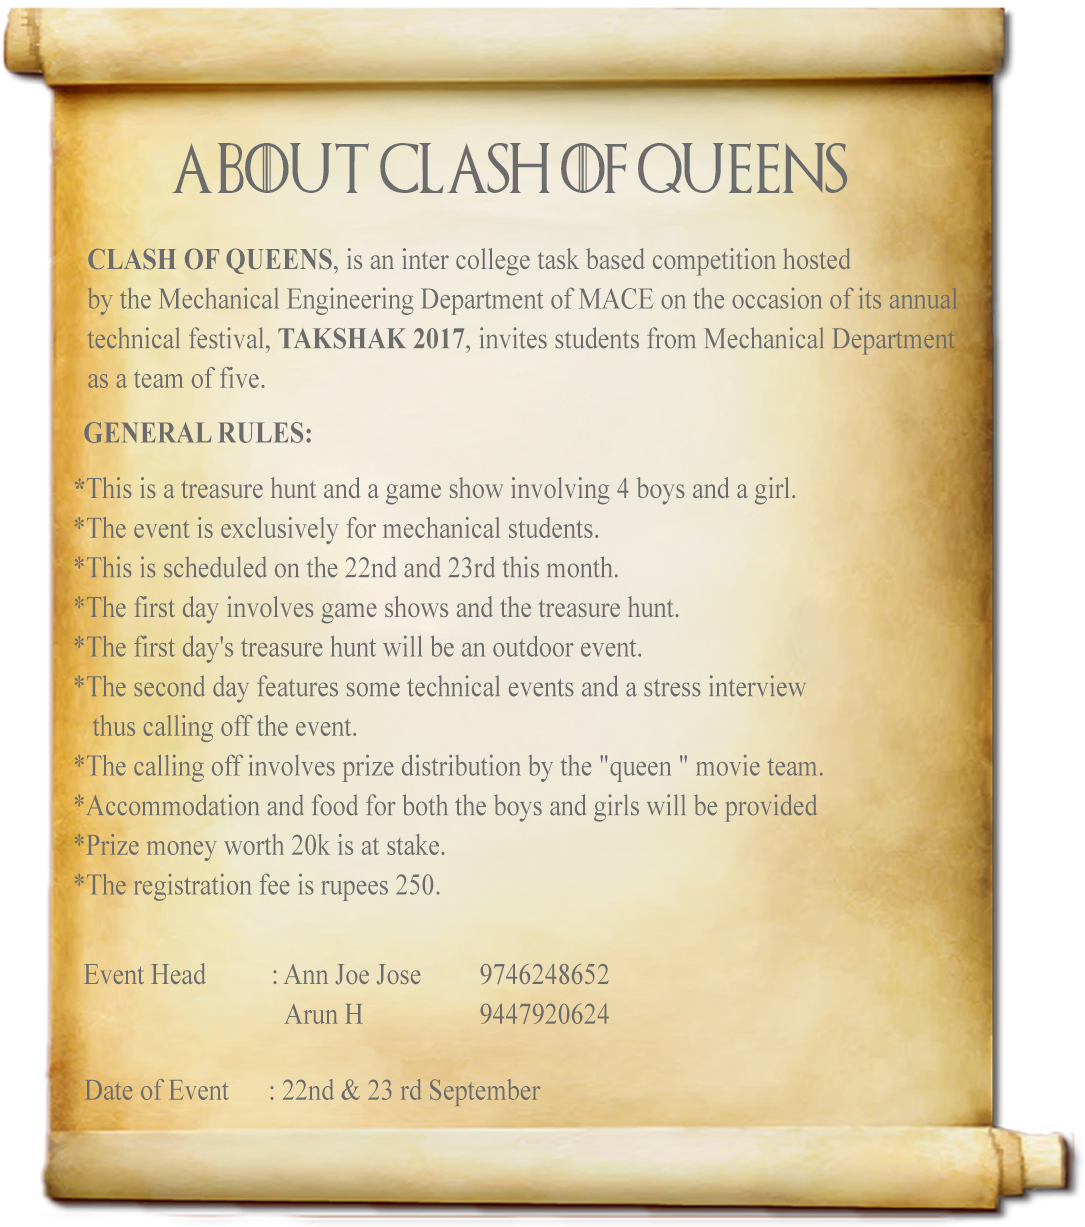 ABOUT CLASH OF QUEENS
CLASH OF QUEENS, is an inter college task based competition hosted
by the Mechanical Engineering Department of MACE on the occasion of its annual
technical festival, TAKSHAK 2017, invites students from Mechanical Department
as a team of five.
GENERAL RULES:
*This is a treasure hunt and a game show involving 4 boys and a girl.
*The event is exclusively for mechanical students.
*This is scheduled on the 22nd and 23rd this month.
*The first day involves game shows and the treasure hunt.
*The first day's treasure hunt will be an outdoor event.
*The second day features some technical events and a stress interview
thus calling off the event.
*The calling off involves prize distribution by the "queen " movie team.
*Accommodation and food for both the boys and girls will be provided
*Prize money worth 20k is at stake.
*The registration fee is rupees 250.
Event Head : Ann Joe Jose 9746248652
Arun H 9447920624
Date of Event : 22nd & 23 rd September